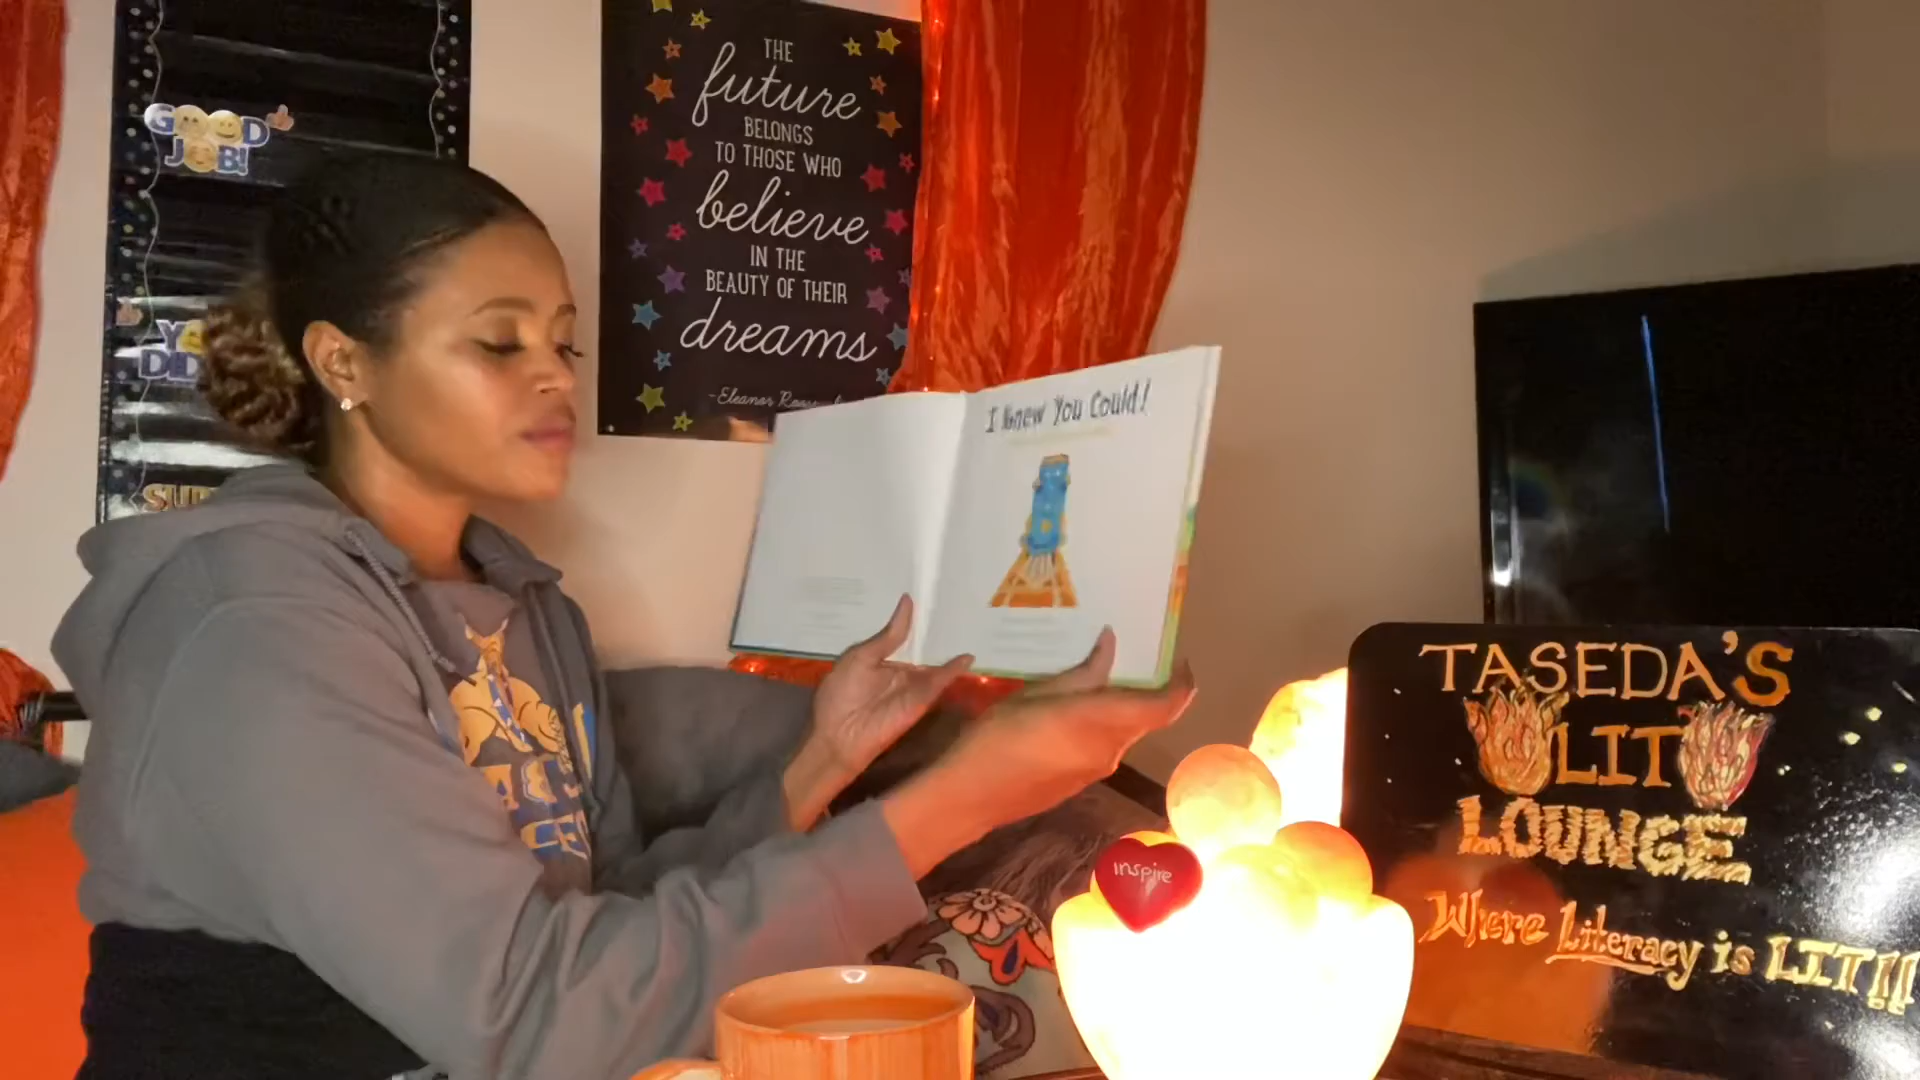 GOOD
JOB!
THE
future
BELONGS
TO THOSE WHO
believe
IN THE
BEAUTY OF THEIR
dreams
-Eleanor
I Knew You Could!
inspire
TASEDA'S
LIT
LOUNGE
Where Literacy is LIT!!